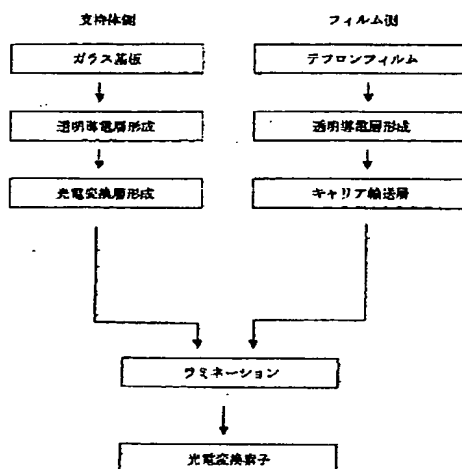 支持体側
フィルム側
ガラス基板
テフロンフィルム
透明導電層形成
透明導電層形成
光電変換層形成
キャリア輸送層
ラミネーション
光電変換素子